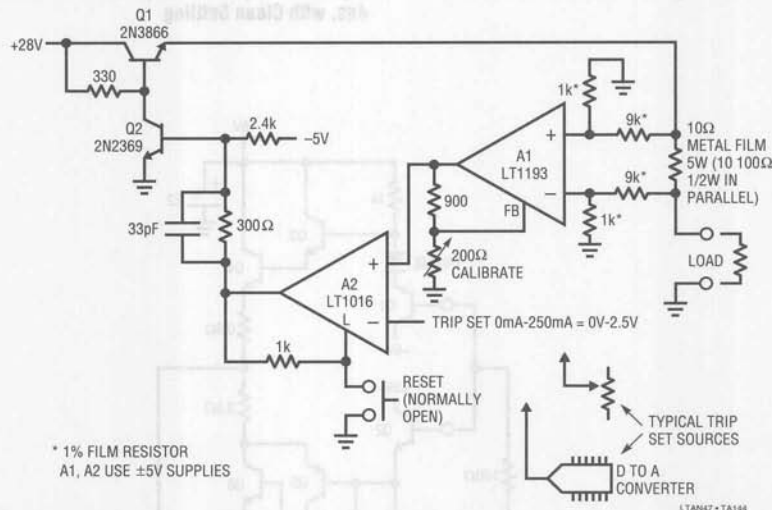 Q1
2N3866
+28V
330
Q2
2N2369
2.4k
–5V
33pF
300Ω
1k
A2
LT1016
+
–
L
RESET
(NORMALLY
OPEN)
TRIP SET 0mA-250mA = 0V-2.5V
900
200Ω
CALIBRATE
A1
LT1193
+
–
FB
1k*
9k*
9k*
1k*
10Ω
METAL FILM
5W (10 100Ω
1/2W IN
PARALLEL)
LOAD
TYPICAL TRIP
SET SOURCES
D TO A
CONVERTER
* 1% FILM RESISTOR
A1, A2 USE ±5V SUPPLIES
LTAN47 • TA144